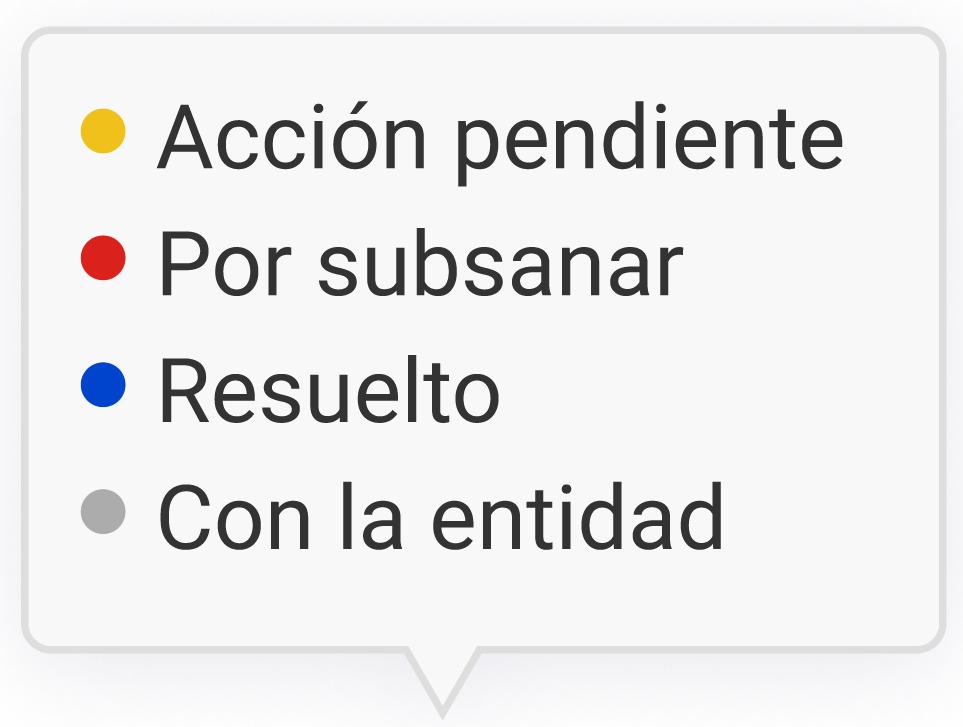 Acción pendiente
Por subsanar
Resuelto
Con la entidad